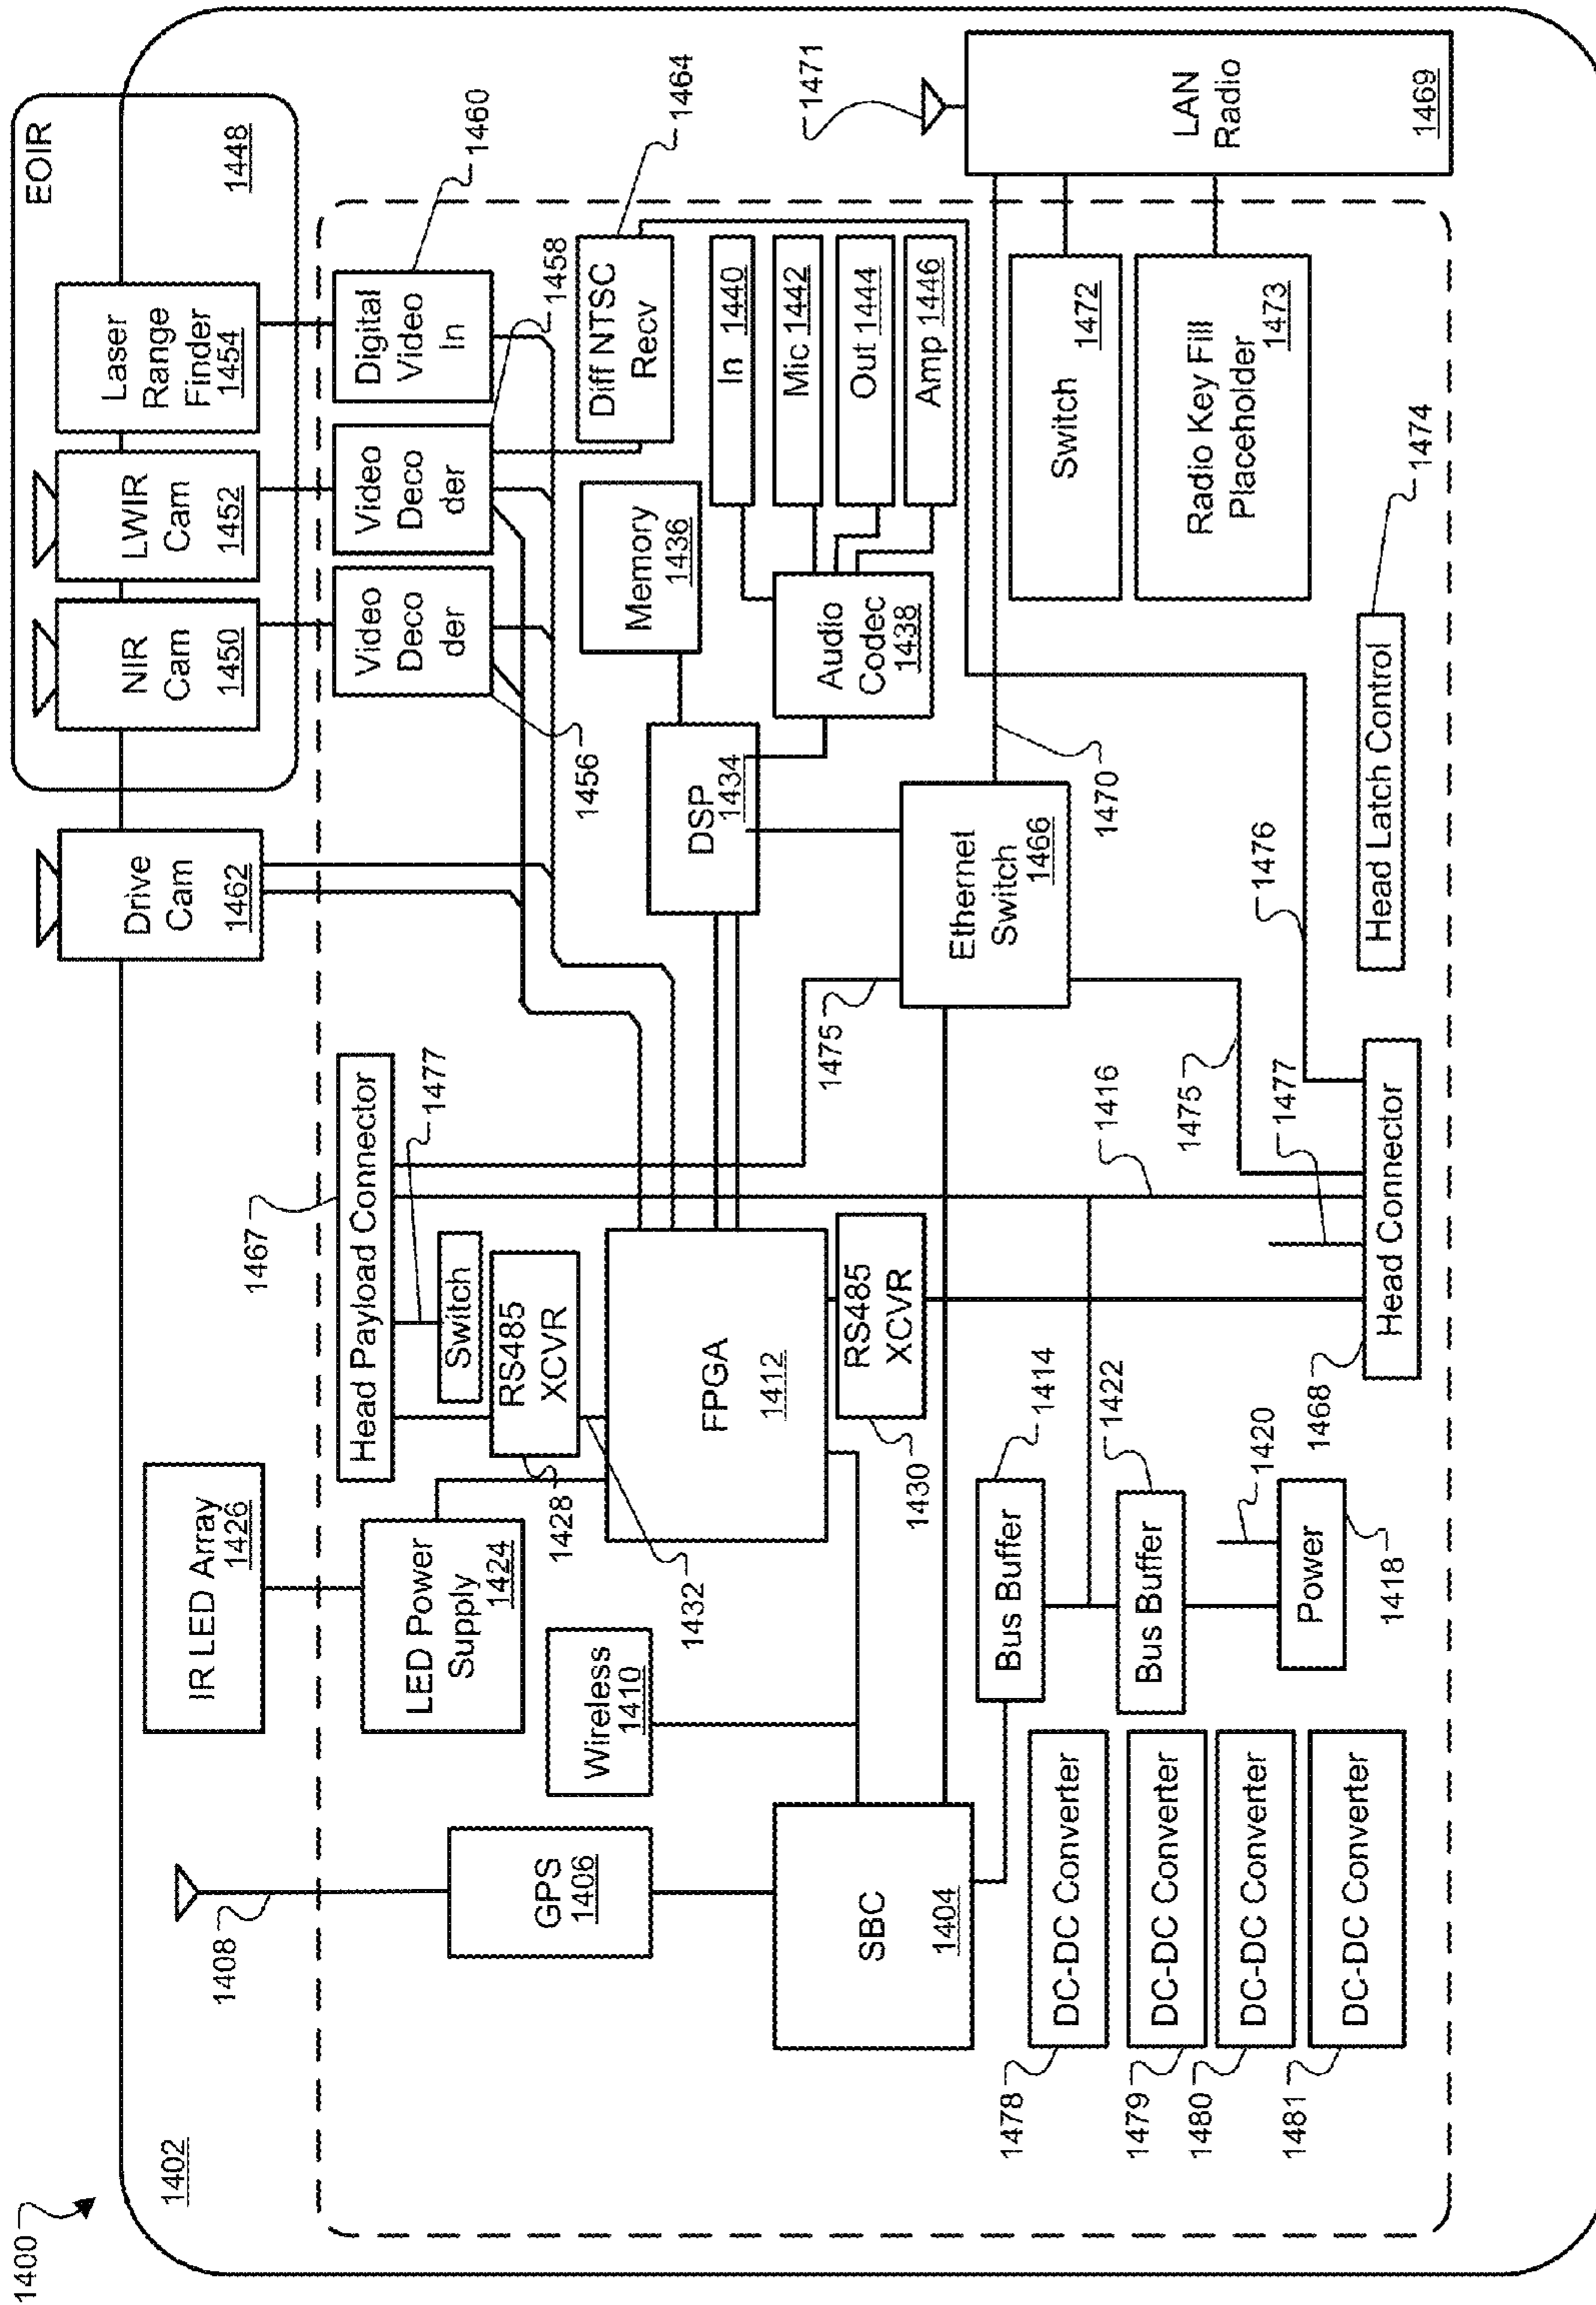 1400
1402
1408
GPS
1406
SBC
1404
IR LED Array
1426
LED Power
Supply
1424
Wireless
1410
1428
1432
1467
Head Payload Connector
1477
Switch
RS485
XCVR
FPGA
1412
RS485
XCVR
1430
Drive
Cam
1462
EOIR
1448
NIR
Cam
1450
LWIR
Cam
1452
Laser
Range
Finder
1454
Video
Deco
der
1456
Video
Deco
der
1458
Digital
Video
In
1460
Diff NTSC
Recv
1464
Memory
1436
DSP
1434
Audio
Codec
1438
In 1440
Mic 1442
Out 1444
Amp 1446
Ethernet
Switch
1466
1475
1475
1470
1471
LAN
Radio
1469
Switch
1472
Radio Key Fill
Placeholder
1473
1474
Head Latch Control
1476
1416
1477
Head Connector
1468
Bus Buffer
1414
Bus Buffer
1422
1420
Power
1418
DC-DC Converter
1478
DC-DC Converter
1479
DC-DC Converter
1480
DC-DC Converter
1481